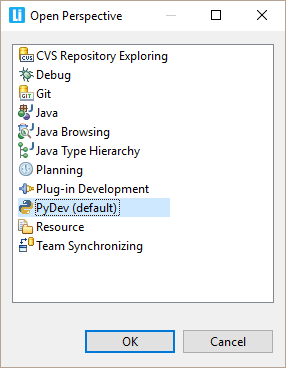 Open Perspective
CVS Repository Exploring
Debug
Git
Java
Java Browsing
Java Type Hierarchy
Planning
Plug-in Development
PyDev (default)
Resource
Team Synchronizing
OK
Cancel